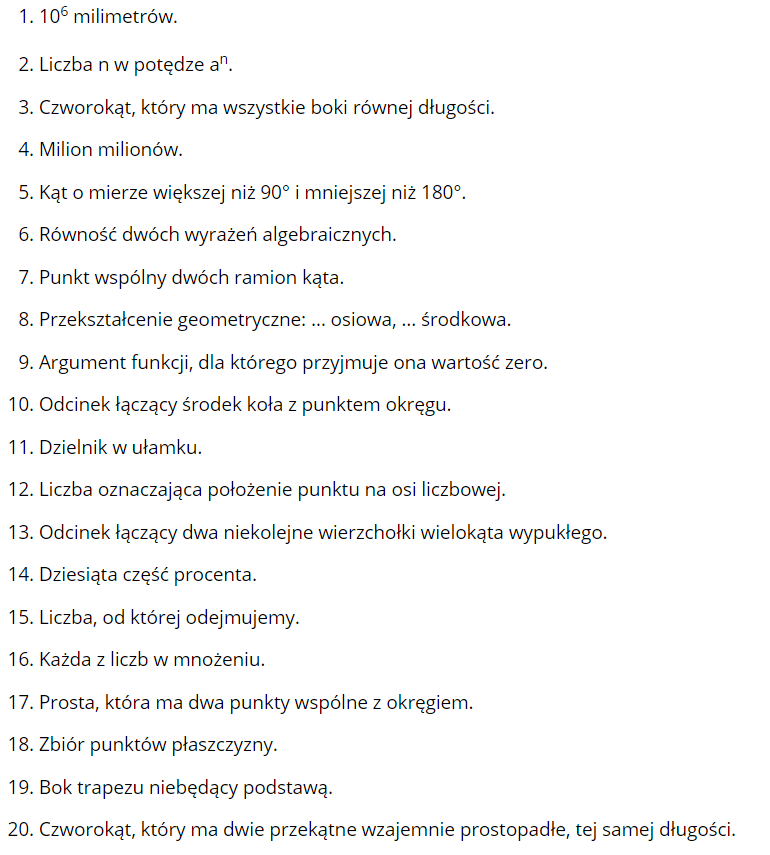 1. 10⁶ milimetrów.
2. Liczba n w potędze aⁿ.
3. Czworokąt, który ma wszystkie boki równej długości.
4. Milion milionów.
5. Kąt o mierze większej niż 90° i mniejszej niż 180°.
6. Równość dwóch wyrażeń algebraicznych.
7. Punkt wspólny dwóch ramion kąta.
8. Przekształcenie geometryczne: ... osiowa, ... środkowa.
9. Argument funkcji, dla którego przyjmuje ona wartość zero.
10. Odcinek łączący środek koła z punktem okręgu.
11. Dzielnik w ułamku.
12. Liczba oznaczająca położenie punktu na osi liczbowej.
13. Odcinek łączący dwa niekolejne wierzchołki wielokąta wypukłego.
14. Dziesiąta część procenta.
15. Liczba, od której odejmujemy.
16. Każda z liczb w mnożeniu.
17. Prosta, która ma dwa punkty wspólne z okręgiem.
18. Zbiór punktów płaszczyzny.
19. Bok trapezu niebędący podstawą.
20. Czworokąt, który ma dwie przekątne wzajemnie prostopadłe, tej samej długości.